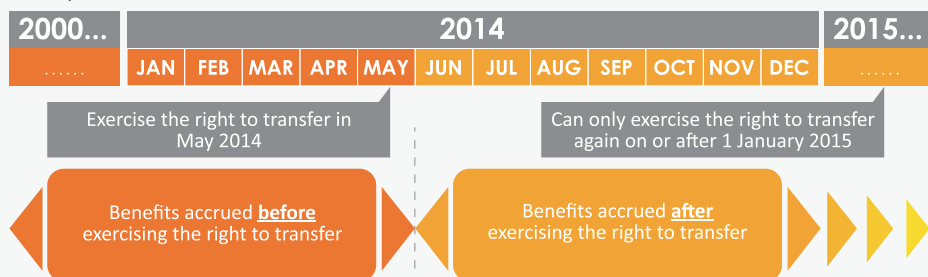 2000... 2014 2015...
...... JAN FEB MAR APR MAY JUN JUL AUG SEP OCT NOV DEC ......
Exercise the right to transfer in
May 2014
Can only exercise the right to transfer
again on or after 1 January 2015
Benefits accrued before
exercising the right to transfer
Benefits accrued after
exercising the right to transfer